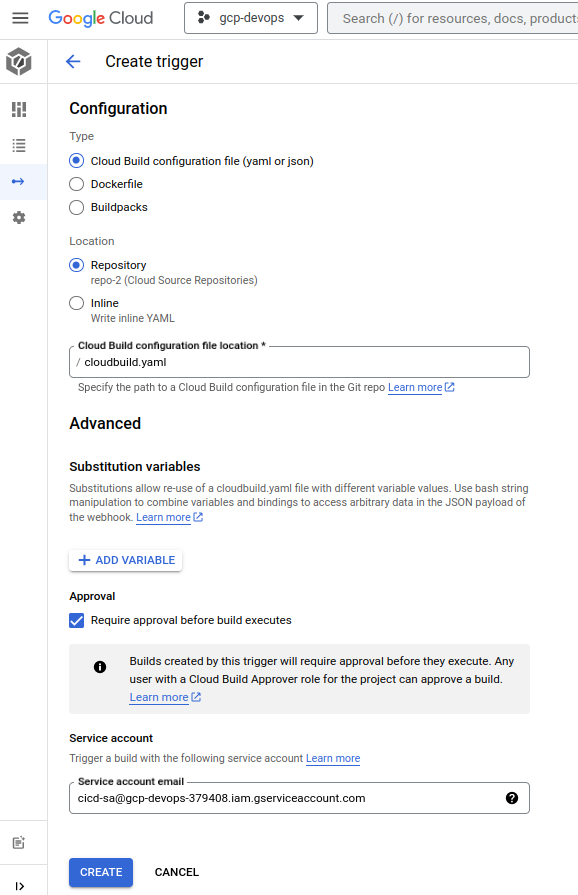 Google Cloud
gcp-devops
Search (/) for resources, docs, product
Create trigger
Configuration
Type
Cloud Build configuration file (yaml or json)
Dockerfile
Buildpacks
Location
Repository
repo-2 (Cloud Source Repositories)
Inline
Write inline YAML
Cloud Build configuration file location *
/ cloudbuild.yaml
Specify the path to a Cloud Build configuration file in the Git repo Learn more
Advanced
Substitution variables
Substitutions allow re-use of a cloudbuild.yaml file with different variable values. Use bash string
manipulation to combine variables and bindings to access arbitrary data in the JSON payload of
the webhook. Learn more
+ ADD VARIABLE
Approval
Require approval before build executes
Builds created by this trigger will require approval before they execute. Any
user with a Cloud Build Approver role for the project can approve a build.
Learn more
Service account
Trigger a build with the following service account Learn more
Service account email
cicd-sa@gcp-devops-379408.iam.gserviceaccount.com
CREATE CANCEL